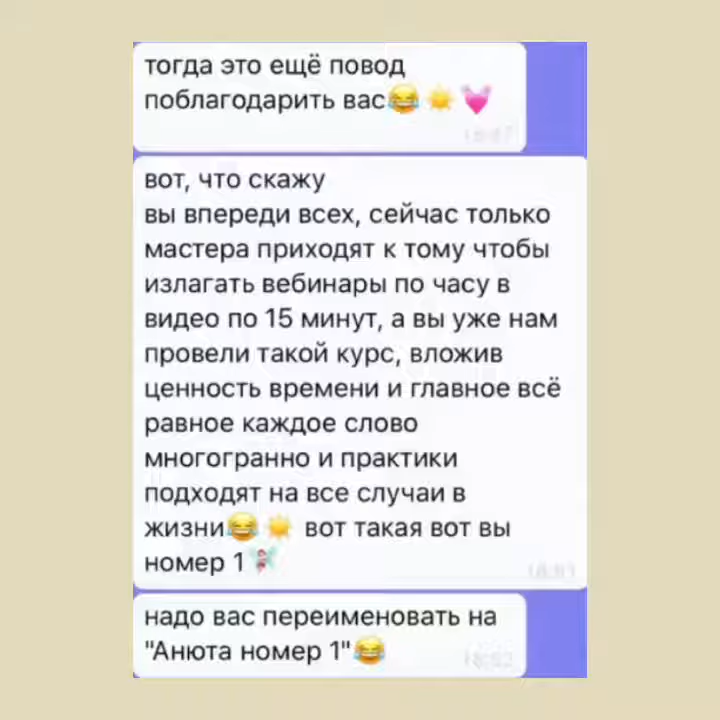 тогда это ещё повод
поблагодарить вас😂☀️💓
вот, что скажу
вы впереди всех, сейчас только
мастера приходят к тому чтобы
излагать вебинары по часу в
видео по 15 минут, а вы уже нам
провели такой курс, вложив
ценность времени и главное всё
равное каждое слово
многогранно и практики
подходят на все случаи в
жизни😂☀️ вот такая вот вы
номер 1🧚
надо вас переименовать на
"Анюта номер 1"😂